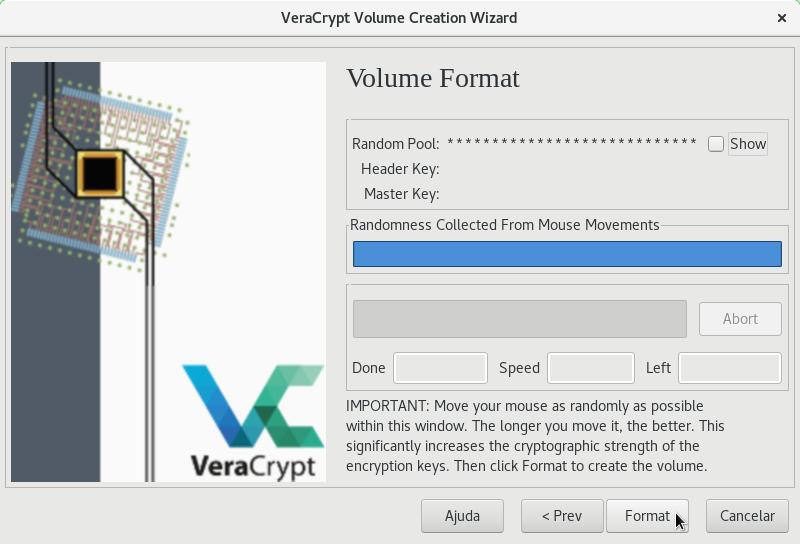 VeraCrypt Volume Creation Wizard
×
Volume Format
Random Pool: * * * * * * * * * * * * * * * * * * * * * * * * * * * * Show
Header Key:
Master Key:
Randomness Collected From Mouse Movements
Abort
Done Speed Left
IMPORTANT: Move your mouse as randomly as possible
within this window. The longer you move it, the better. This
significantly increases the cryptographic strength of the
encryption keys. Then click Format to create the volume.
VeraCrypt
Ajuda < Prev Format Cancelar